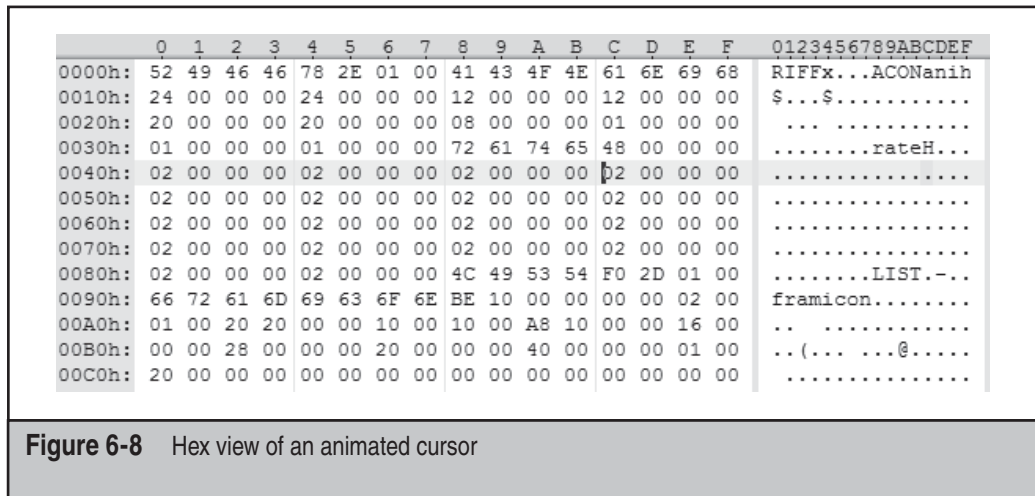 0 1 2 3 4 5 6 7 8 9 A B C D E F 0123456789ABCDEF
0000h: 52 49 46 46 78 2E 01 00 41 43 4F 4E 61 6E 69 68 RIFFx...ACONanih
0010h: 24 00 00 00 24 00 00 00 12 00 00 00 12 00 00 00 $...$...........
0020h: 20 00 00 00 20 00 00 00 08 00 00 00 01 00 00 00 ... ...........
0030h: 01 00 00 00 01 00 00 00 72 61 74 65 48 00 00 00 ........rateH...
0040h: 02 00 00 00 02 00 00 00 02 00 00 00 02 00 00 00 ................
0050h: 02 00 00 00 02 00 00 00 02 00 00 00 02 00 00 00 ................
0060h: 02 00 00 00 02 00 00 00 02 00 00 00 02 00 00 00 ................
0070h: 02 00 00 00 02 00 00 00 02 00 00 00 02 00 00 00 ................
0080h: 02 00 00 00 02 00 00 00 4C 49 53 54 F0 2D 01 00 ........LIST.-..
0090h: 66 72 61 6D 69 63 6F 6E BE 10 00 00 00 00 02 00 framicon........
00A0h: 01 00 20 20 00 00 10 00 10 00 A8 10 00 00 16 00 ..  ............
00B0h: 00 00 28 00 00 00 20 00 00 00 40 00 00 00 01 00 ..(... ...@.....
00C0h: 20 00 00 00 00 00 00 00 00 00 00 00 00 00 00 00 ...............
Figure 6-8 Hex view of an animated cursor